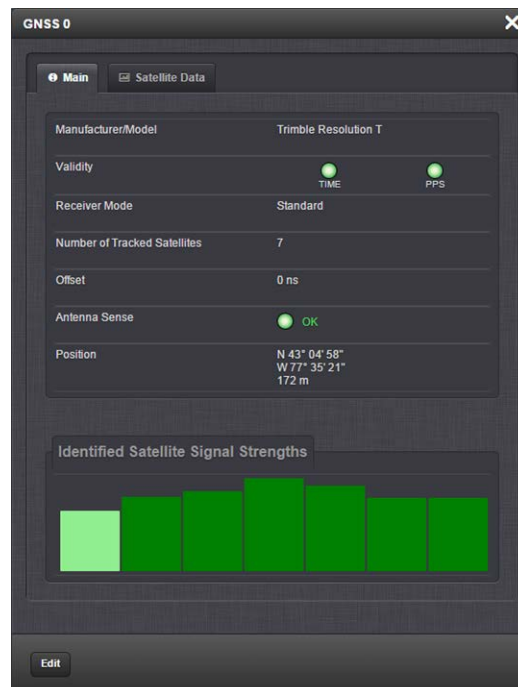 GNSS 0
Main Satellite Data
Manufacturer/Model Trimble Resolution T
Validity TIME PPS
Receiver Mode Standard
Number of Tracked Satellites 7
Offset 0 ns
Antenna Sense OK
Position N 43° 04' 58"
W 77° 35' 21"
172 m
Identified Satellite Signal Strengths
Edit